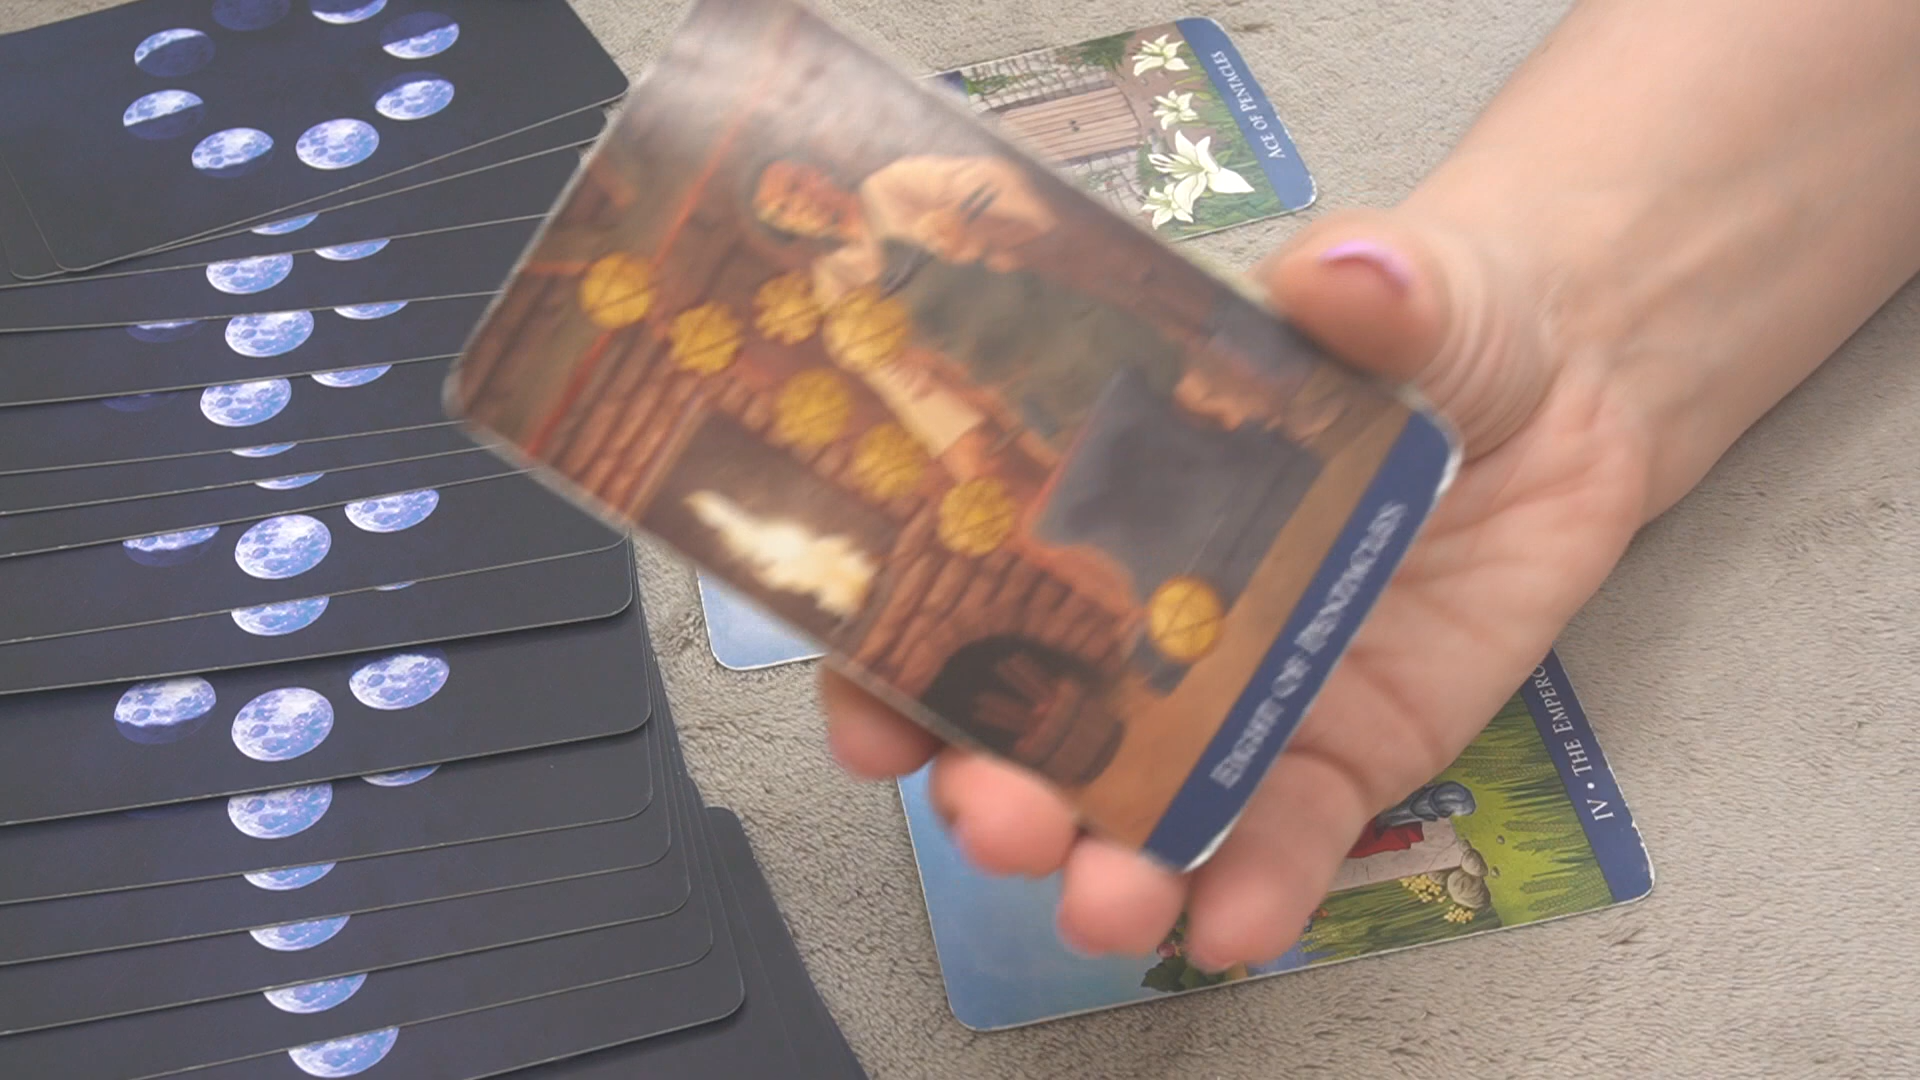 ACE OF PENTACLES
EIGHT OF PENTACLES
IV • THE EMPERO